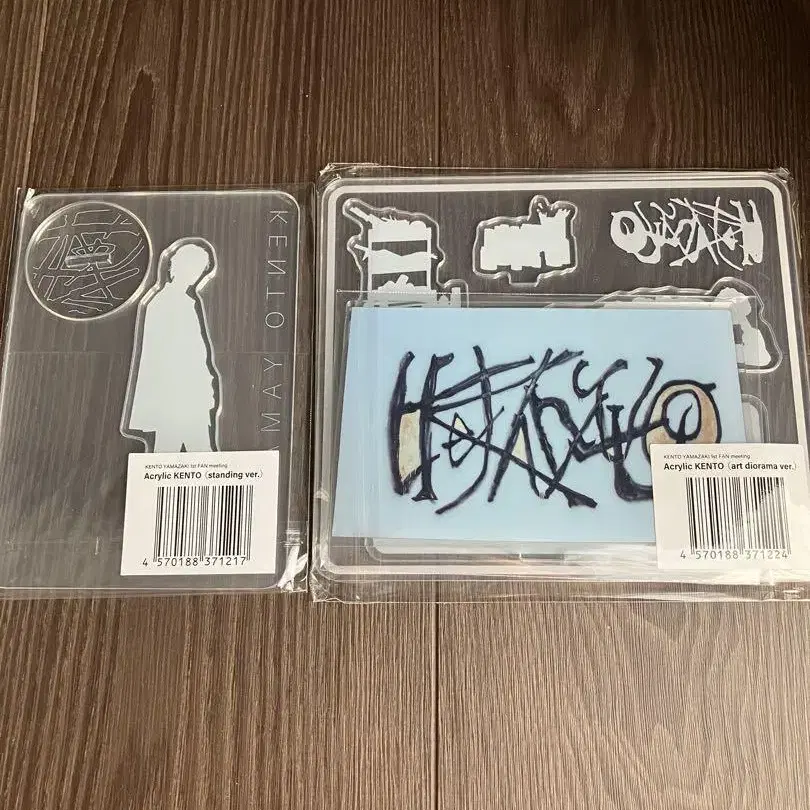 KENTO
YAMA
KENTO YAMAZAKI 1st FAN meeting
Acrylic KENTO（standing ver.）
4 570188 371217
KENTO YAMAZAKI 1st FAN meeting
Acrylic KENTO（art diorama ver.）
4 570188 371224